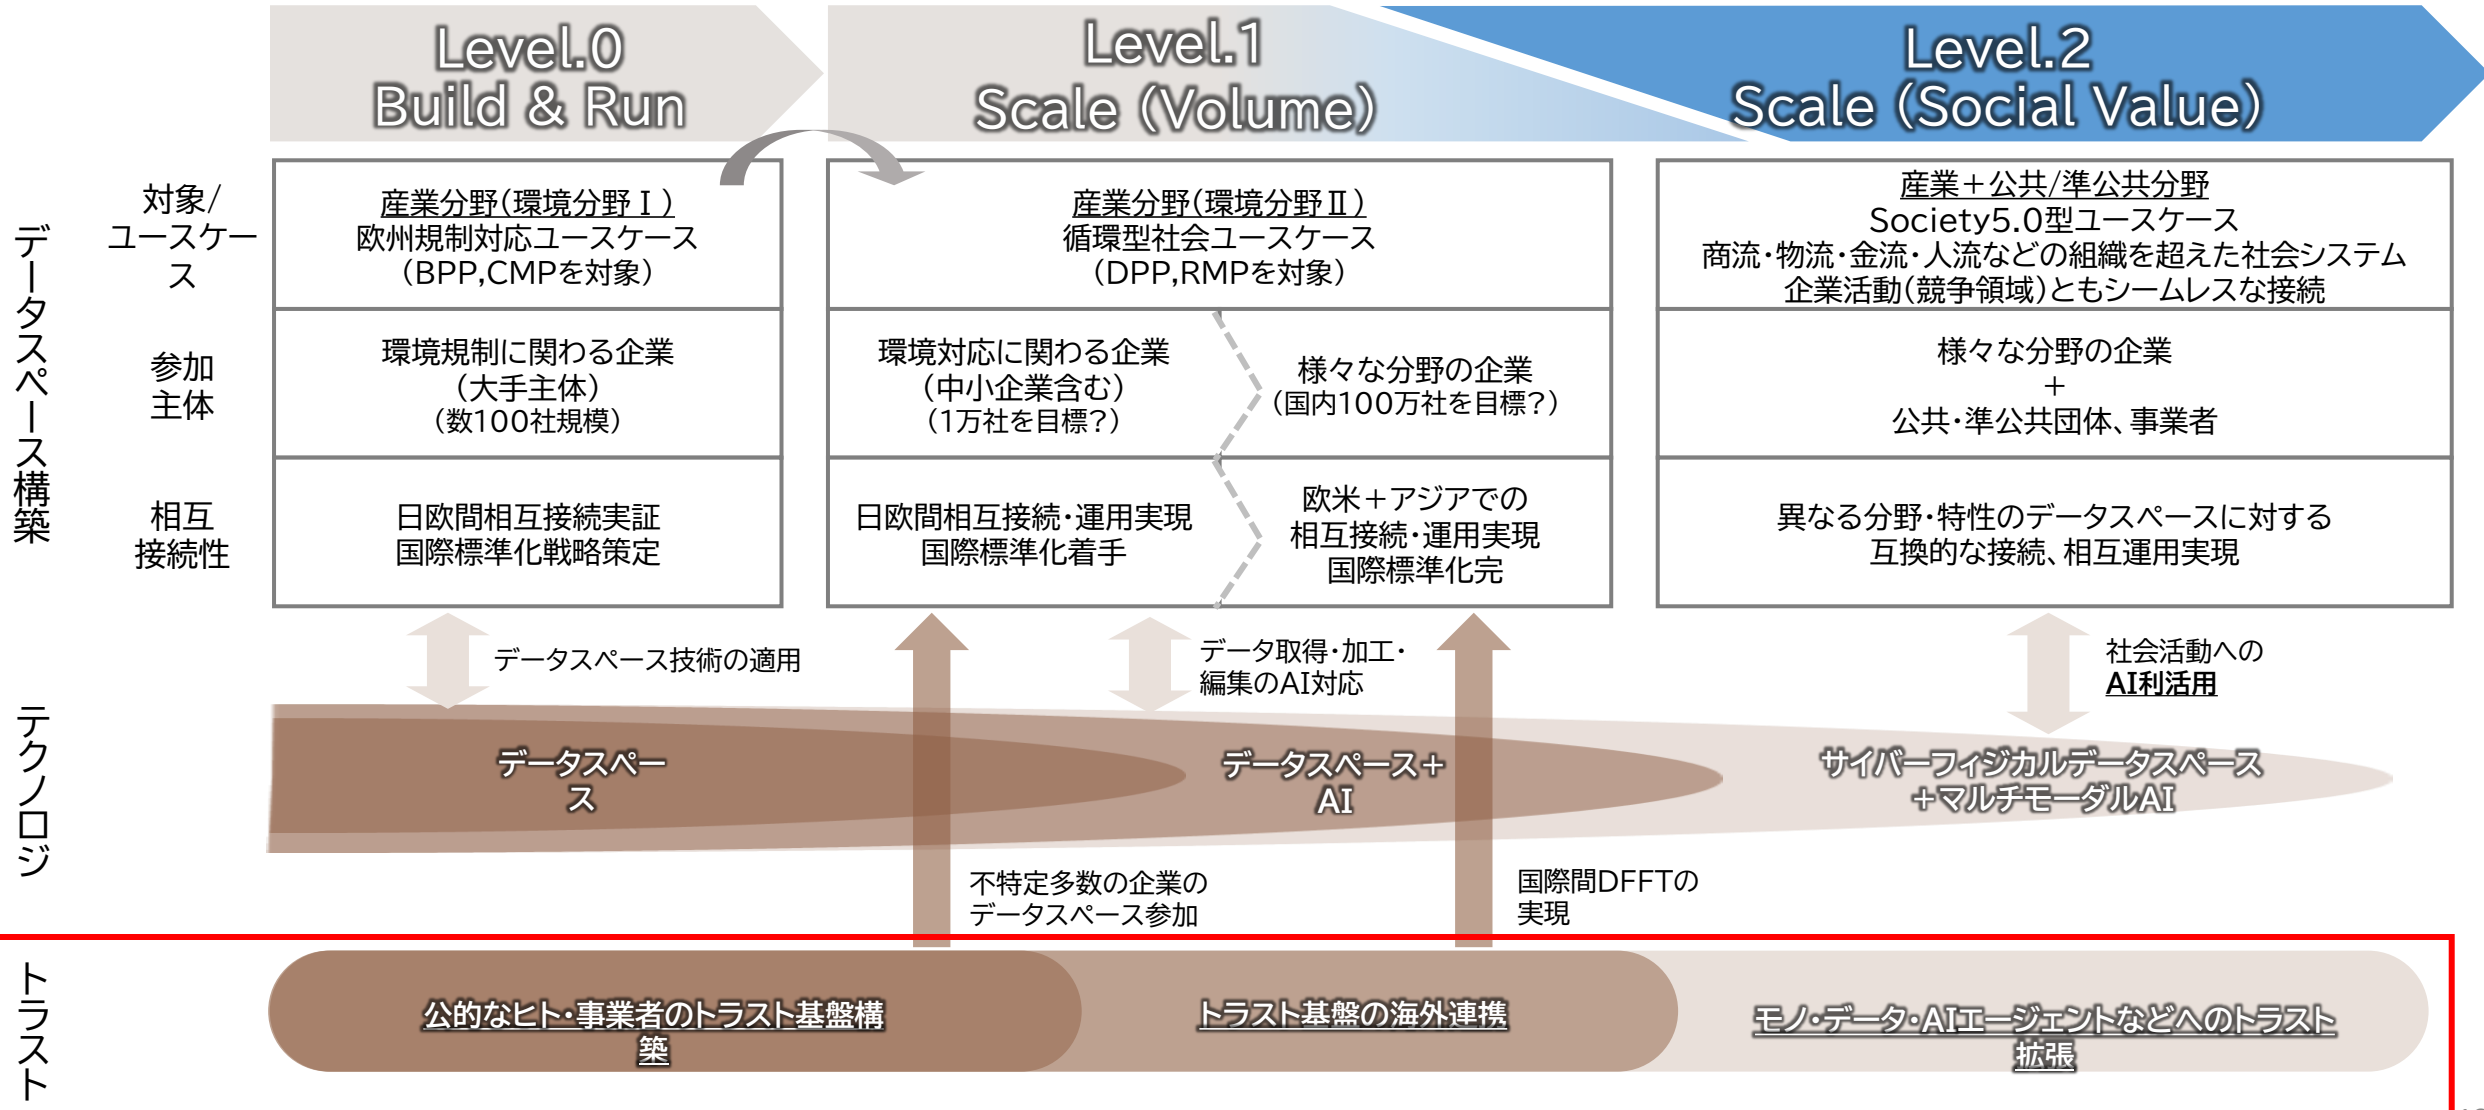 Level.0
Build & Run
Level.1
Scale (Volume)
Level.2
Scale (Social Value)
データスペース構築
対象/
ユースケー
ス
産業分野(環境分野Ⅰ)
欧州規制対応ユースケース
(BPP,CMPを対象)
産業分野(環境分野Ⅱ)
循環型社会ユースケース
(DPP,RMPを対象)
産業+公共/準公共分野
Society5.0型ユースケース
商流・物流・金流・人流などの組織を超えた社会システム
企業活動(競争領域)ともシームレスな接続
参加
主体
環境規制に関わる企業
(大手主体)
(数100社規模)
環境対応に関わる企業
(中小企業含む)
(1万社を目標?)
様々な分野の企業
(国内100万社を目標?)
様々な分野の企業
+
公共・準公共団体、事業者
相互
接続性
日欧間相互接続実証
国際標準化戦略策定
日欧間相互接続・運用実現
国際標準化着手
欧米+アジアでの
相互接続・運用実現
国際標準化完
異なる分野・特性のデータスペースに対する
互換的な接続、相互運用実現
データスペース技術の適用
データ取得・加工・
編集のAI対応
社会活動への
AI利活用
テクノロジ
データスペー
ス
データスペース+
AI
サイバーフィジカルデータスペース
+マルチモーダルAI
不特定多数の企業の
データスペース参加
国際間DFFTの
実現
トラスト
公的なヒト・事業者のトラスト基盤構
築
トラスト基盤の海外連携
モノ・データ・AIエージェントなどへのトラスト
拡張